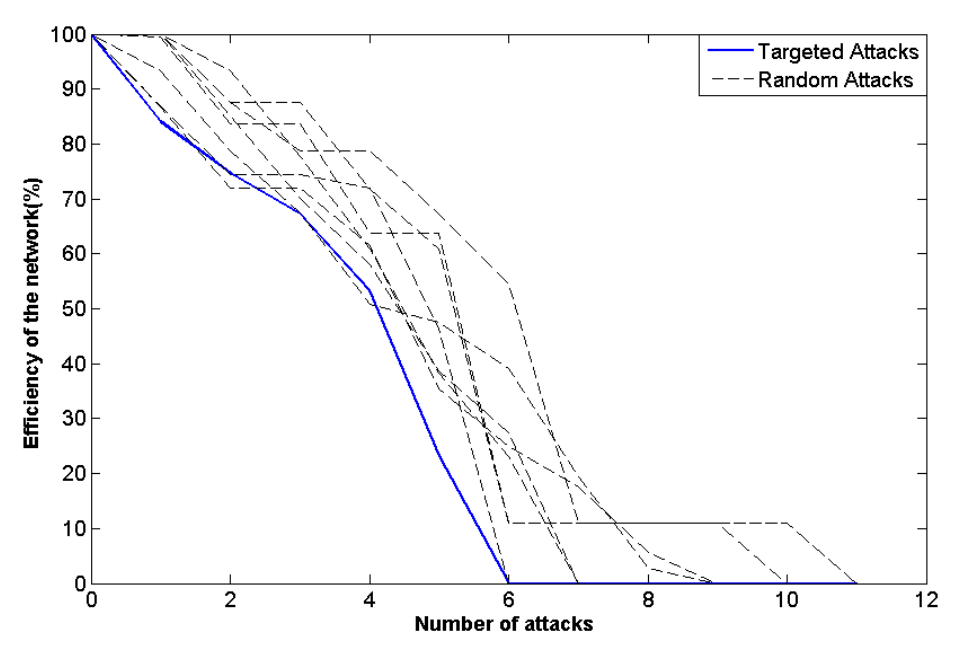 100
90
80
70
60
50
40
30
20
10
0
Efficiency of the network(%)
Targeted Attacks
Random Attacks
0 2 4 6 8 10 12
Number of attacks